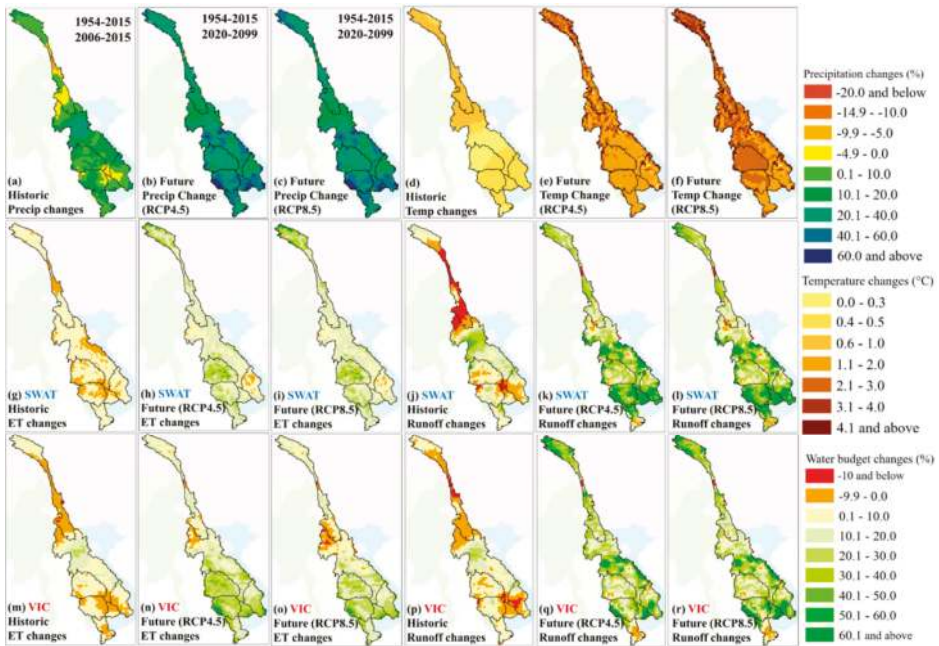 1954-2015
2006-2015
(a)
Historic
Precip changes
1954-2015
2020-2099
(b) Future
Precip Change
(RCP4.5)
1954-2015
2020-2099
(c) Future
Precip Change
(RCP8.5)
(d)
Historic
Temp changes
(e) Future
Temp Change
(RCP4.5)
(f) Future
Temp Change
(RCP8.5)
Precipitation changes (%)
-20.0 and below
-14.9 - -10.0
-9.9 - -5.0
-4.9 - 0.0
0.1 - 10.0
10.1 - 20.0
20.1 - 40.0
40.1 - 60.0
60.0 and above
Temperature changes (°C)
0.0 - 0.3
0.4 - 0.5
0.6 - 1.0
1.1 - 2.0
2.1 - 3.0
3.1 - 4.0
4.1 and above
(g) SWAT
Historic
ET changes
(h) SWAT
Future (RCP4.5)
ET changes
(i) SWAT
Future (RCP8.5)
ET changes
(j) SWAT
Historic
Runoff changes
(k) SWAT
Future (RCP4.5)
Runoff changes
(l) SWAT
Future (RCP8.5)
Runoff changes
(m) VIC
Historic
ET changes
(n) VIC
Future (RCP4.5)
ET changes
(o) VIC
Future (RCP8.5)
ET changes
(p) VIC
Historic
Runoff changes
(q) VIC
Future (RCP4.5)
Runoff changes
(r) VIC
Future (RCP8.5)
Runoff changes
Water budget changes (%)
-10 and below
-9.9 - 0.0
0.1 - 10.0
10.1 - 20.0
20.1 - 30.0
30.1 - 40.0
40.1 - 50.0
50.1 - 60.0
60.1 and above